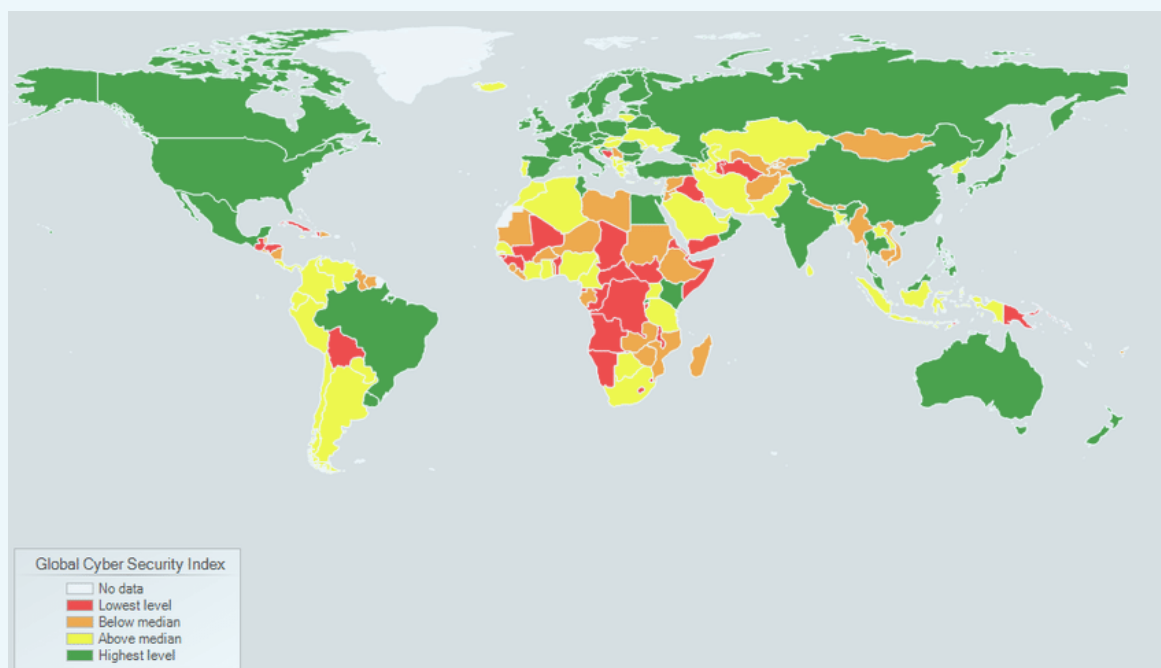 Global Cyber Security Index
No data
Lowest level
Below median
Above median
Highest level